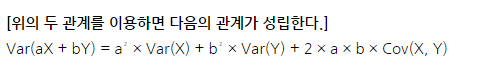 [위의 두 관계를 이용하면 다음의 관계가 성립한다.]
Var(aX + bY) = a² × Var(X) + b² × Var(Y) + 2 × a × b × Cov(X, Y)